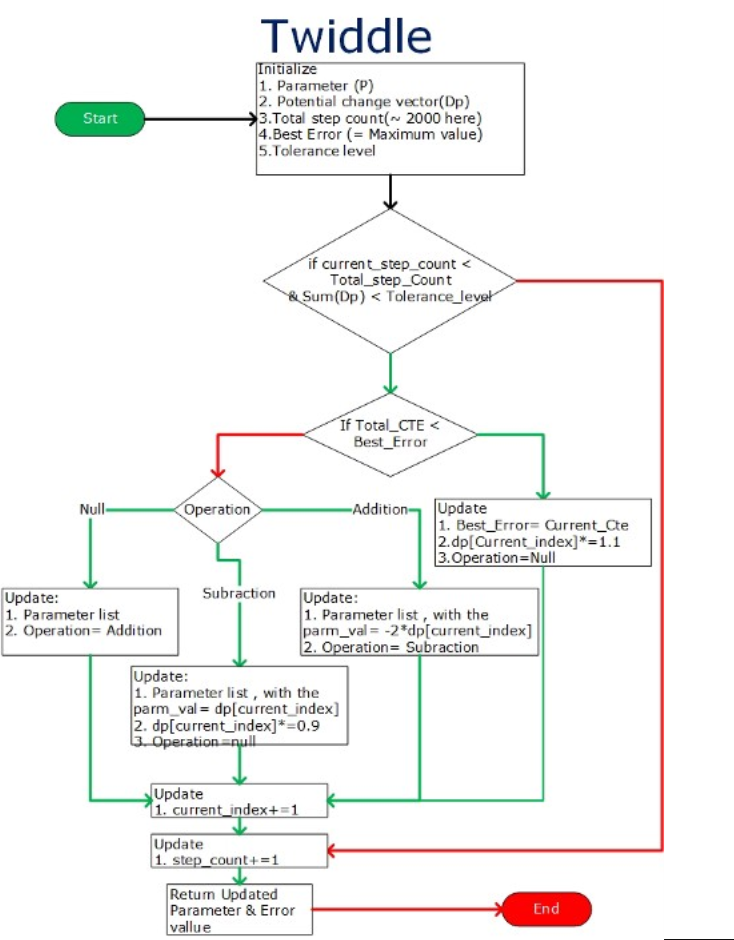 Twiddle
Start
Initialize
1. Parameter (P)
2. Potential change vector(Dp)
3.Total step count(~ 2000 here)
4.Best Error (= Maximum value)
5.Tolerance level
if current_step_count <
Total_step_Count
& Sum(Dp) < Tolerance_level
If Total_CTE <
Best_Error
Null
Operation
Addition
Update
1. Best_Error= Current_Cte
2.dp[Current_index]*=1.1
3.Operation=Null
Subraction
Update:
1. Parameter list
2. Operation= Addition
Update:
1. Parameter list , with the
parm_val= -2*dp[current_index]
2. Operation= Subraction
Update:
1. Parameter list , with the
parm_val= dp[current_index]
2. dp[current_index]*=0.9
3. Operation=null
Update
1. current_index+=1
Update
1. step_count+=1
Return Updated
Parameter & Error
vallue
End